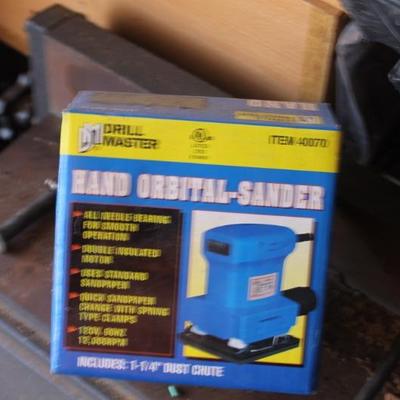 DRILL
MASTER
ITEM 40070
HAND ORBITAL-SANDER
ALL NEEDLE BEARING
FOR SMOOTH
OPERATION
DOUBLE INSULATED
MOTOR
USES STANDARD
SANDPAPER
QUICK SANDPAPER
CHANGE WITH SPRING
TYPE CLAMPS
120V, 60HZ
12,000RPM
INCLUDES: 1-1/4" DUST CHUTE